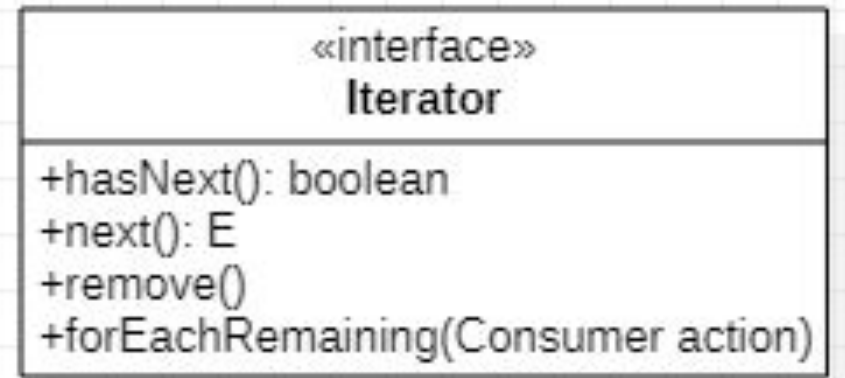 «interface»
Iterator
+hasNext(): boolean
+next(): E
+remove()
+forEachRemaining(Consumer action)